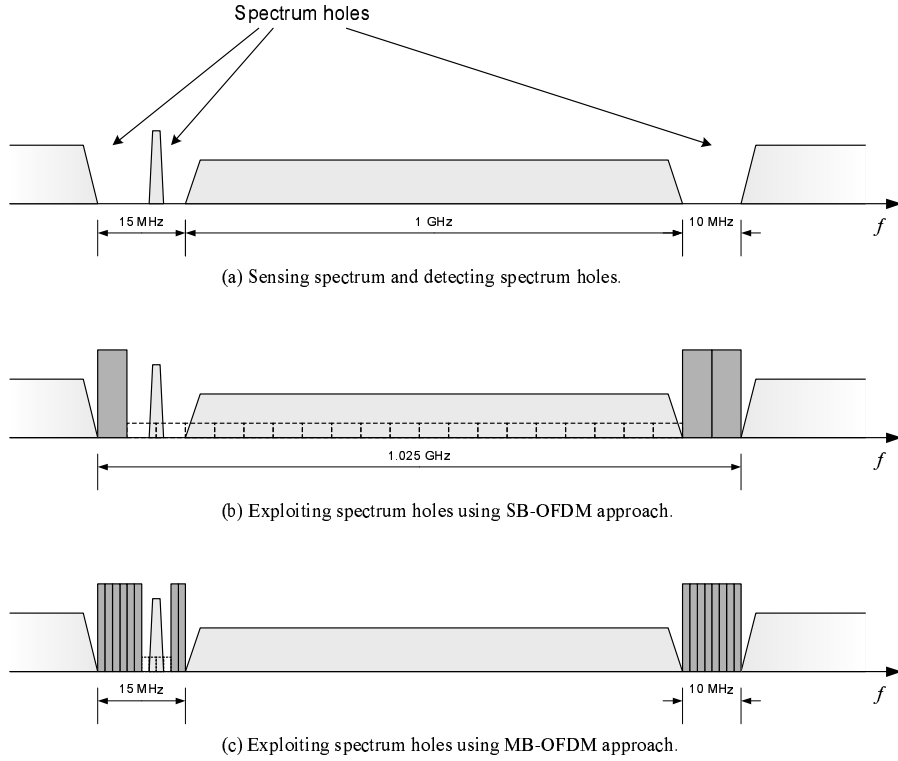 Spectrum holes
15 MHz
1 GHz
10 MHz
f
(a) Sensing spectrum and detecting spectrum holes.
1.025 GHz
f
(b) Exploiting spectrum holes using SB-OFDM approach.
15 MHz
10 MHz
f
(c) Exploiting spectrum holes using MB-OFDM approach.